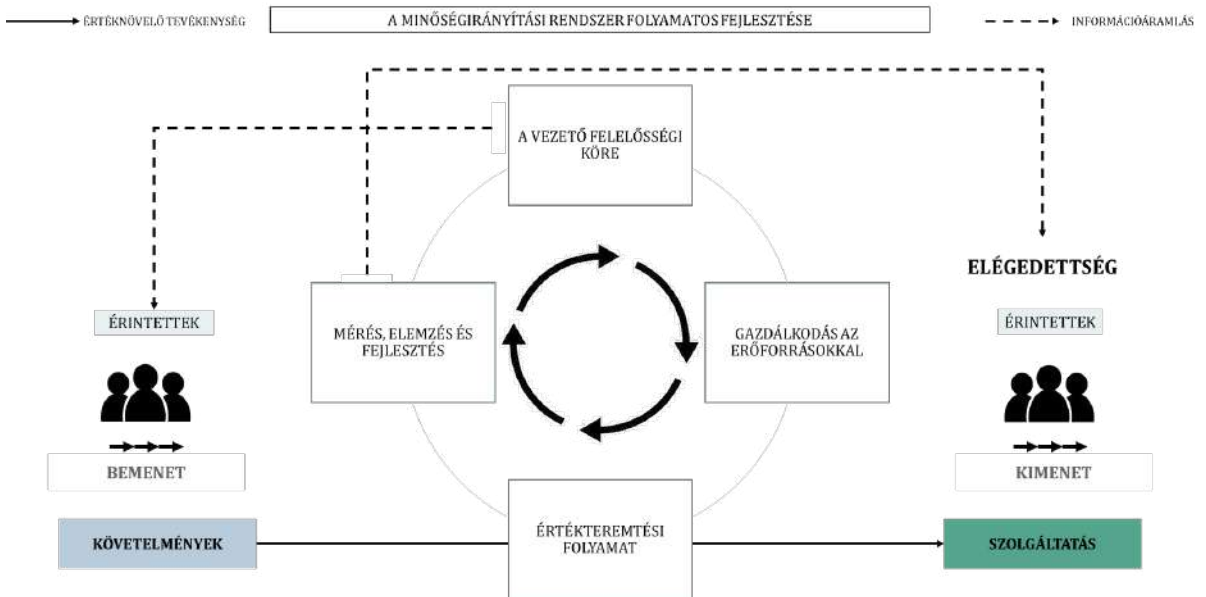 ÉRTÉKNÖVELŐ TEVÉKENYSÉG
A MINŐSÉGIRÁNYÍTÁSI RENDSZER FOLYAMATOS FEJLESZTÉSE
INFORMÁCIÓÁRAMLÁS
A VEZETŐ FELELŐSSÉGI
KÖRE
ELÉGEDETTSÉG
ÉRINTETTEK
MÉRÉS, ELEMZÉS ÉS
FEJLESZTÉS
GAZDÁLKODÁS AZ
ERŐFORRÁSOKKAL
ÉRINTETTEK
BEMENET
KIMENET
KÖVETELMÉNYEK
ÉRTÉKTEREMTÉSI
FOLYAMAT
SZOLGÁLTATÁS